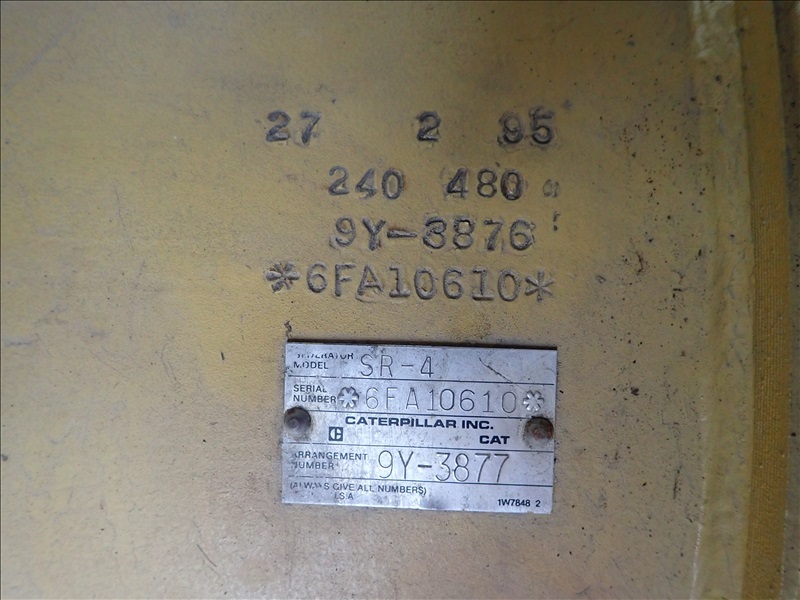 27 2 95
240 480
9Y-3876
*6FA10610*
GENERATOR MODEL SR-4
SERIAL NUMBER *6FA10610*
CATERPILLAR INC.
CAT
ARRANGEMENT NUMBER 9Y-3877
(ALWAYS GIVE ALL NUMBERS)
U.S.A. 1W7848 2